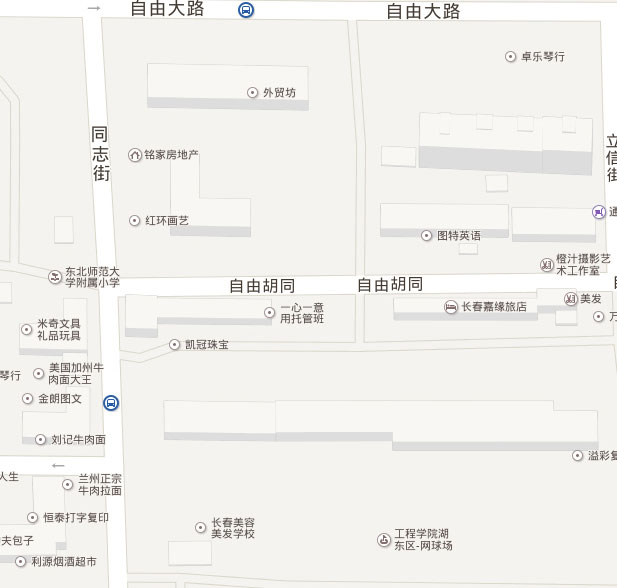 自由大路
自由大路
卓乐琴行
外贸坊
同志街
立信街
铭家房地产
红环画艺
图特英语
橙汁摄影艺
术工作室
东北师范大
学附属小学
自由胡同
自由胡同
美发
米奇文具
礼品玩具
一心一意
用托管班
长春嘉缘旅店
万
凯冠珠宝
美国加州牛
肉面大王
琴行
金朗图文
刘记牛肉面
溢彩复
人生
兰州正宗
牛肉拉面
恒泰打字复印
长春美容
美发学校
工程学院湖
东区-网球场
夫包子
利源烟酒超市